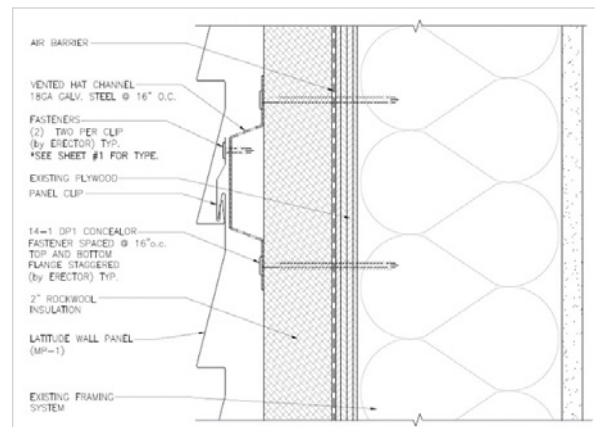 AIR BARRIER
VENTED HAT CHANNEL
18GA GALV. STEEL @ 16" O.C.
FASTENERS
(2) TWO PER CLIP
(by ERECTOR) TYP.
*SEE SHEET #1 FOR TYPE.
EXISTING PLYWOOD
PANEL CLIP
14-1 DP1 CONCEALOR
FASTENER SPACED @ 16"o.c.
TOP AND BOTTOM
FLANGE STAGGERED
(by ERECTOR) TYP.
2" ROCKWOOL
INSULATION
LATITUDE WALL PANEL
(MP-1)
EXISTING FRAMING
SYSTEM